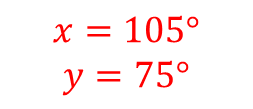 x = 105°
y = 75°